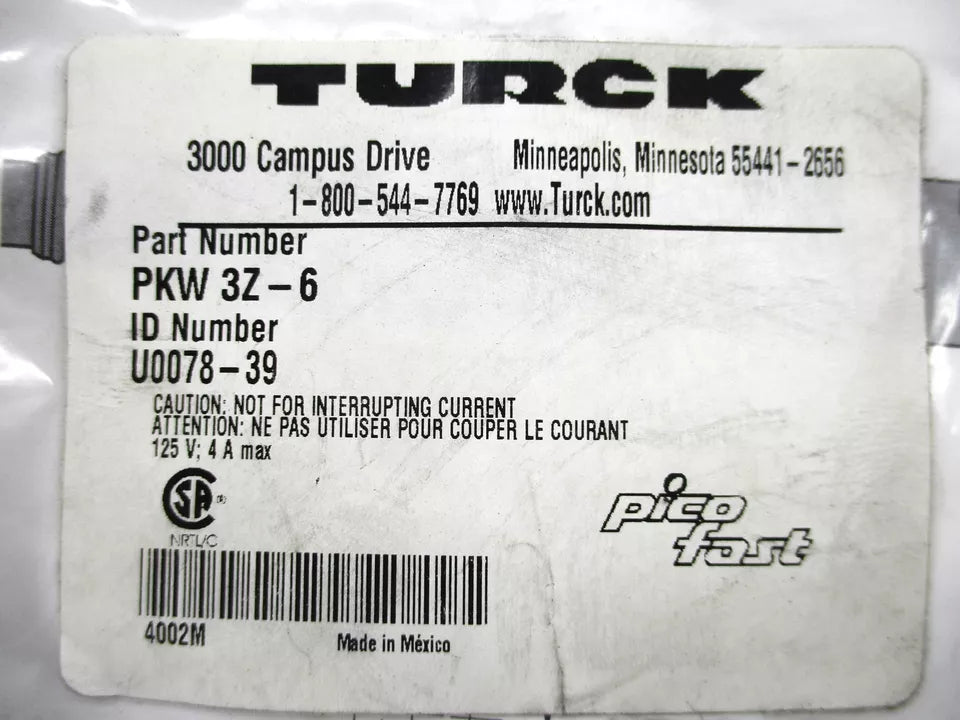 TURCK
3000 Campus Drive Minneapolis, Minnesota 55441-2656
1-800-544-7769 www.Turck.com
Part Number
PKW 3Z-6
ID Number
U0078-39
CAUTION: NOT FOR INTERRUPTING CURRENT
ATTENTION: NE PAS UTILISER POUR COUPER LE COURANT
125 V; 4 A max
SA ®
NRTL/C
pico
fast
4002M
Made in México